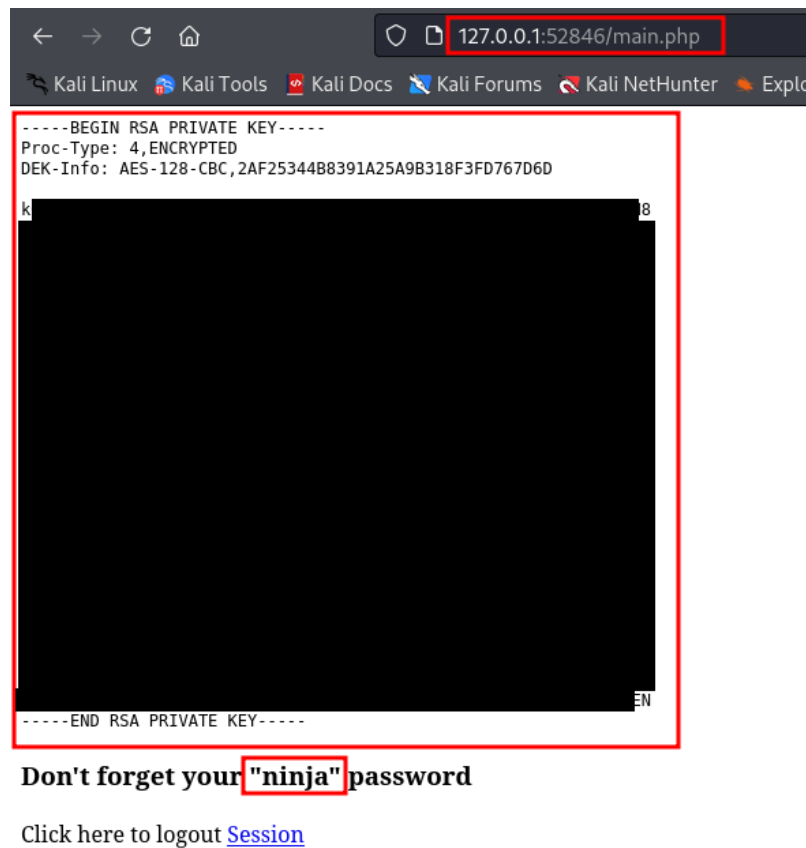 127.0.0.1:52846/main.php
Kali Linux Kali Tools Kali Docs Kali Forums Kali NetHunter
-----BEGIN RSA PRIVATE KEY-----
Proc-Type: 4,ENCRYPTED
DEK-Info: AES-128-CBC,2AF25344B8391A25A9B318F3FD767D6D
k
EN
-----END RSA PRIVATE KEY-----
Don't forget your "ninja" password
Click here to logout Session